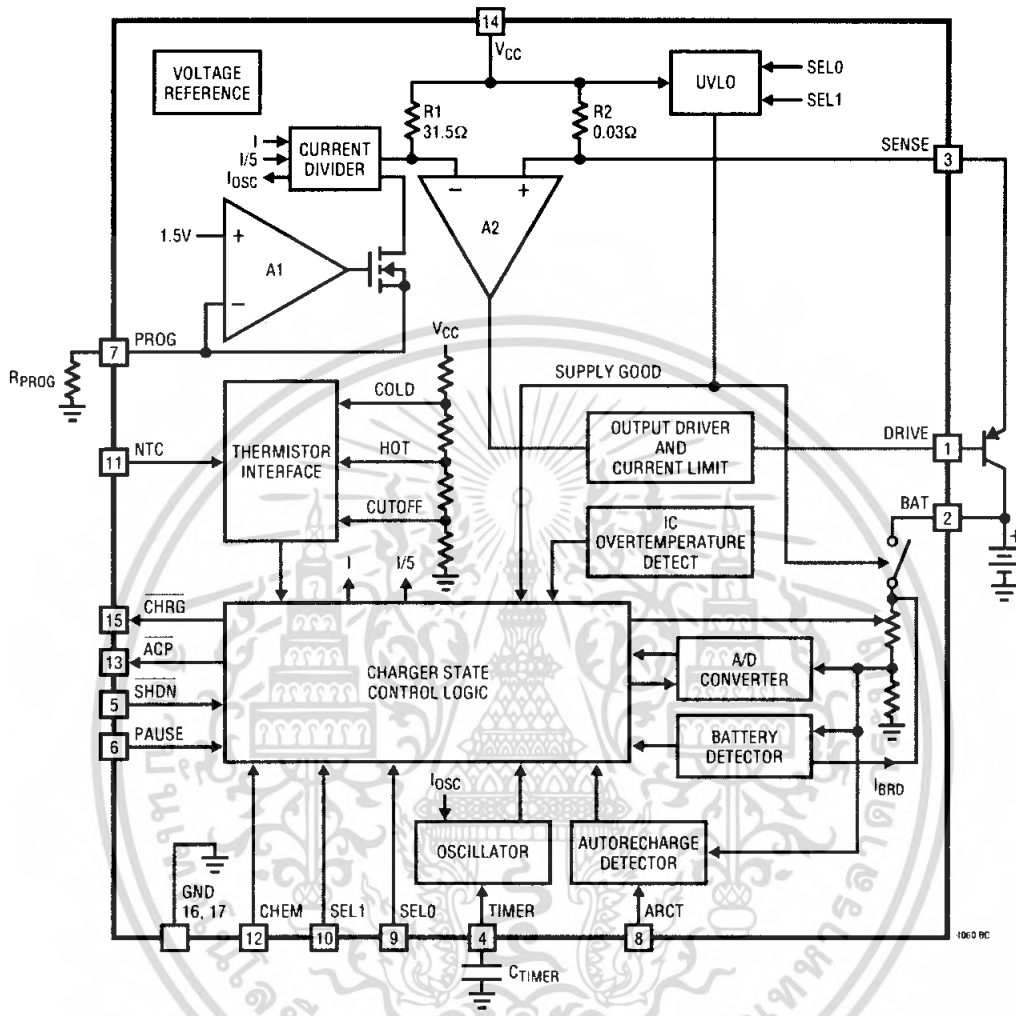 14
VCC
VOLTAGE
REFERENCE
R1
31.5Ω
R2
0.03Ω
UVLO
SEL0
SEL1
I
I/5
IOSC
CURRENT
DIVIDER
SENSE
3
–
+
A2
1.5V
+
A1
–
7
PROG
RPROG
VCC
COLD
HOT
CUTOFF
THERMISTOR
INTERFACE
11
NTC
SUPPLY GOOD
OUTPUT DRIVER
AND
CURRENT LIMIT
DRIVE
1
BAT
2
+
IC
OVERTEMPERATURE
DETECT
I
I/5
15
CHRG
13
ACP
5
SHDN
6
PAUSE
CHARGER STATE
CONTROL LOGIC
A/D
CONVERTER
BATTERY
DETECTOR
IBRD
IOSC
OSCILLATOR
AUTORECHARGE
DETECTOR
GND
16, 17
CHEM
12
SEL1
10
SEL0
9
TIMER
4
ARCT
8
CTIMER
4060 BD